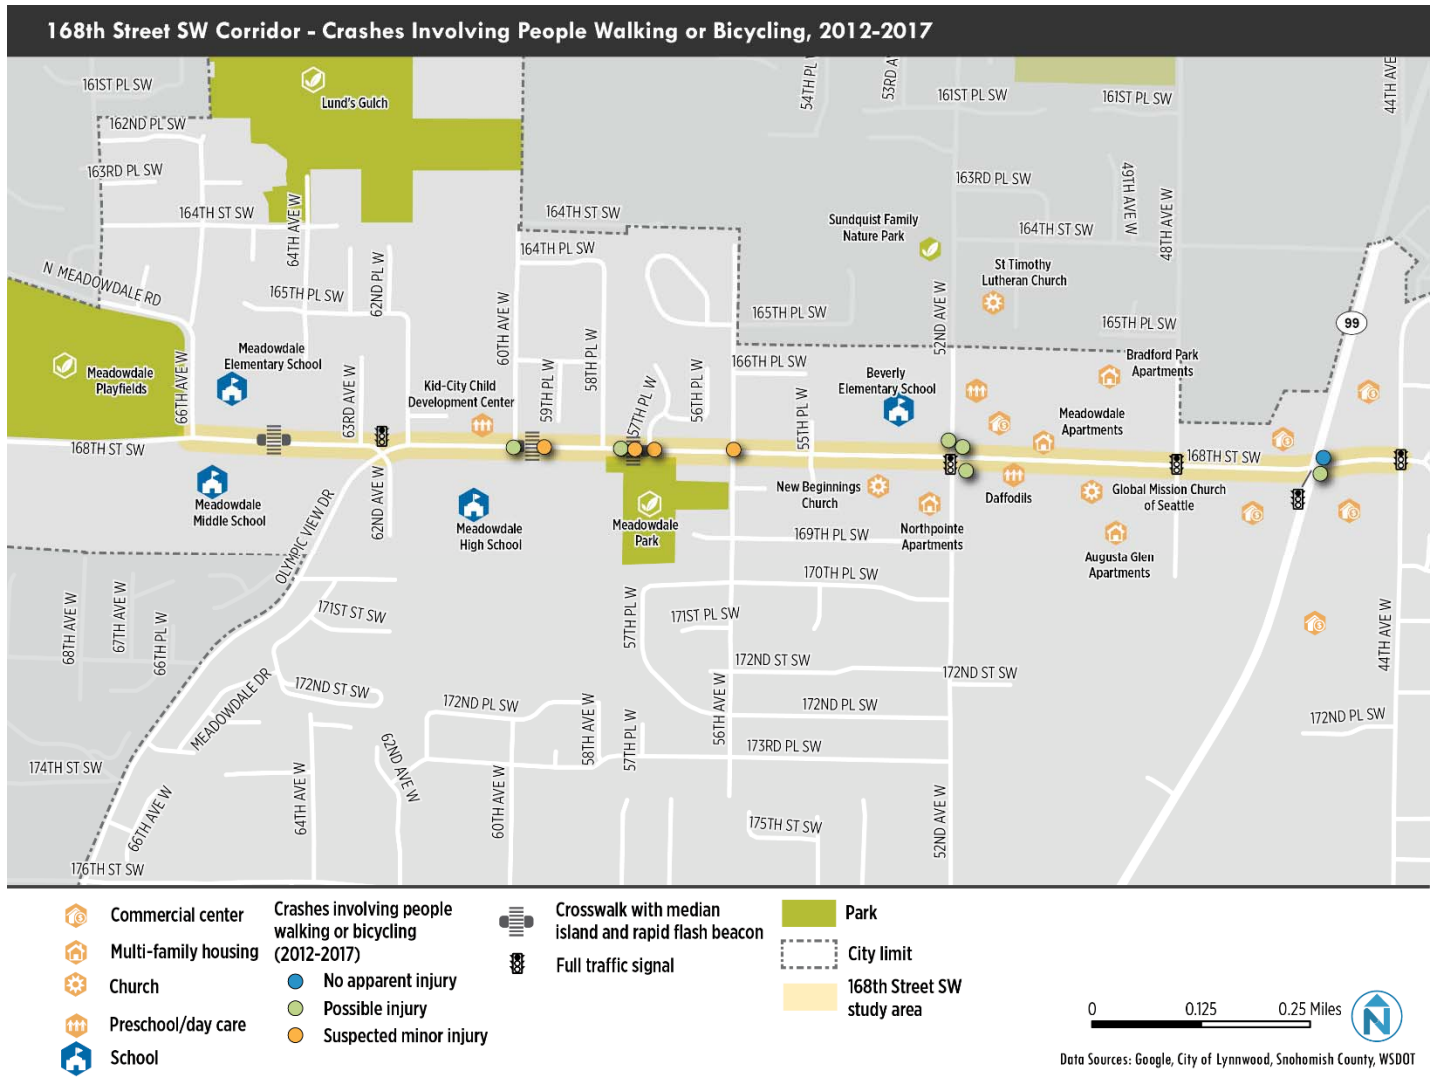 168th Street SW Corridor - Crashes Involving People Walking or Bicycling, 2012-2017
161ST PL SW
Lund's Gulch
54TH PL
53RD A
161ST PL SW
161ST PL SW
44TH AVE
162ND PL SW
163RD PL SW
163RD PL SW
49TH AVE W
48TH AVE W
164TH ST SW
64TH AVE W
164TH ST SW
Sundquist Family
Nature Park
164TH ST SW
164TH PL SW
N MEADOWDALE RD
62ND PL W
St Timothy
Lutheran Church
165TH PL SW
60TH AVE W
165TH PL SW
52ND AVE W
165TH PL SW
99
Meadowdale
Elementary School
66TH AVE W
58TH PL W
166TH PL SW
Bradford Park
Apartments
Meadowdale
Playfields
63RD AVE W
Kid-City Child
Development Center
59TH PL W
57TH PL W
56TH PL W
55TH PL W
Beverly
Elementary School
Meadowdale
Apartments
168TH ST SW
168TH ST SW
Meadowdale
Middle School
62ND AVE W
Meadowdale
High School
Meadowdale
Park
New Beginnings
Church
Northpointe
Apartments
Daffodils
Global Mission Church
of Seattle
Augusta Glen
Apartments
OLYMPIC VIEW DR
169TH PL SW
170TH PL SW
68TH AVE W
67TH AVE W
66TH PL W
171ST ST SW
57TH PL W
171ST PL SW
44TH AVE W
172ND ST SW
172ND ST SW
MEADOWDALE DR
172ND ST SW
172ND PL SW
58TH AVE W
57TH PL W
56TH AVE W
172ND PL SW
172ND PL SW
173RD PL SW
174TH ST SW
62ND AVE W
66TH AVE W
64TH AVE W
60TH AVE W
175TH ST SW
52ND AVE W
176TH ST SW
Commercial center
Multi-family housing
Church
Preschool/day care
School
Crashes involving people
walking or bicycling
(2012-2017)
No apparent injury
Possible injury
Suspected minor injury
Crosswalk with median
island and rapid flash beacon
Full traffic signal
Park
City limit
168th Street SW
study area
0 0.125 0.25 Miles
N
Data Sources: Google, City of Lynnwood, Snohomish County, WSDOT